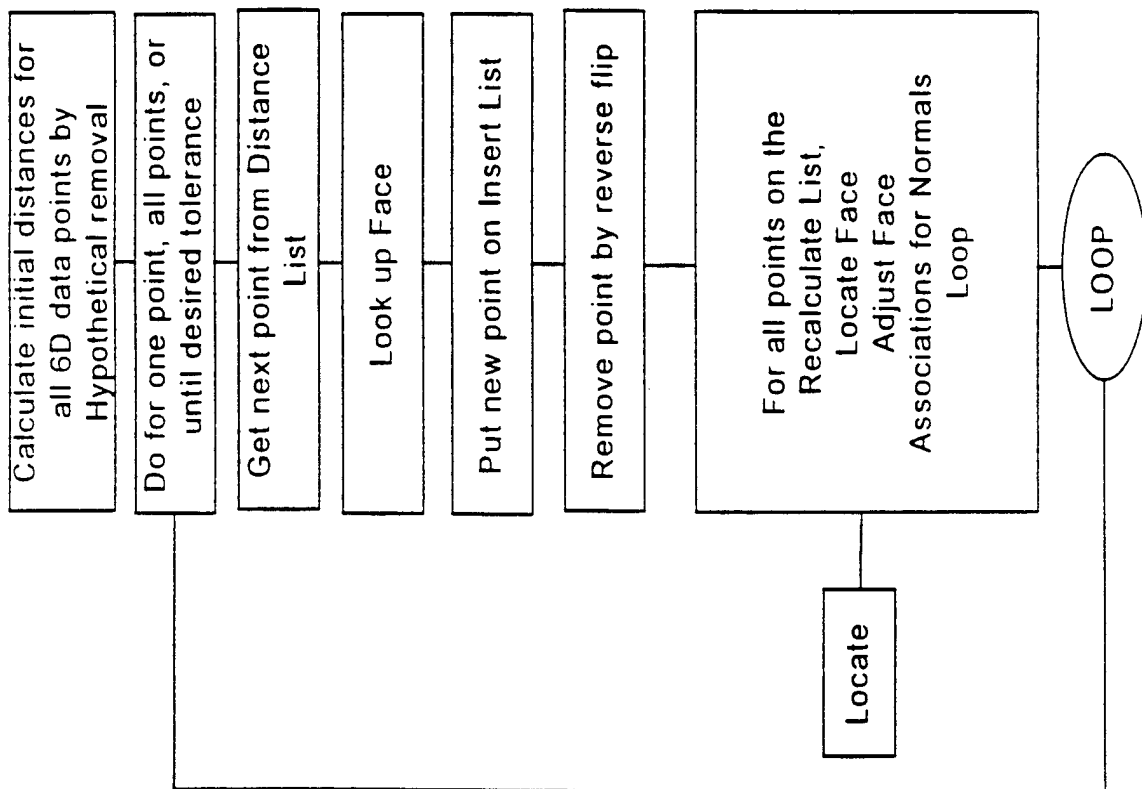 Calculate initial distances for
all 6D data points by
Hypothetical removal
Do for one point, all points, or
until desired tolerance
Get next point from Distance
List
Look up Face
Put new point on Insert List
Remove point by reverse flip
For all points on the
Recalculate List,
Locate Face
Adjust Face
Associations for Normals
Loop
Locate
LOOP